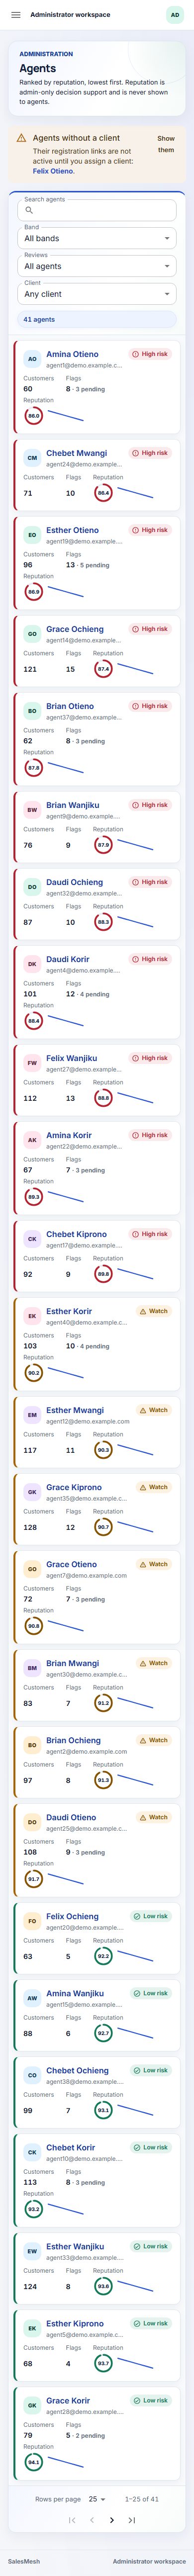 Administrator workspace
AD
ADMINISTRATION
Agents
Ranked by reputation, lowest first. Reputation is
admin-only decision support and is never shown
to agents.
Agents without a client
Their registration links are not
active until you assign a client:
Felix Otieno.
Show
them
Search agents
Band
All bands
Reviews
All agents
Client
Any client
41 agents
AO
Amina Otieno
agent1@demo.example.c...
High risk
Customers
Flags
60
8 · 3 pending
Reputation
86.0
CM
Chebet Mwangi
agent24@demo.example...
High risk
Customers
Flags
Reputation
71
10
86.4
EO
Esther Otieno
agent19@demo.example....
High risk
Customers
Flags
96
13 · 5 pending
Reputation
86.9
GO
Grace Ochieng
agent14@demo.example...
High risk
Customers
Flags
Reputation
121
15
87.4
BO
Brian Otieno
agent37@demo.example...
High risk
Customers
Flags
62
8 · 3 pending
Reputation
87.8
BW
Brian Wanjiku
agent9@demo.example....
High risk
Customers
Flags
Reputation
76
9
87.9
DO
Daudi Ochieng
agent32@demo.example...
High risk
Customers
Flags
Reputation
87
10
88.3
DK
Daudi Korir
agent4@demo.example....
High risk
Customers
Flags
101
12 · 4 pending
Reputation
88.4
FW
Felix Wanjiku
agent27@demo.example...
High risk
Customers
Flags
Reputation
112
13
88.8
AK
Amina Korir
agent22@demo.example...
High risk
Customers
Flags
67
7 · 3 pending
Reputation
89.3
CK
Chebet Kiprono
agent17@demo.example....
High risk
Customers
Flags
Reputation
92
9
89.8
EK
Esther Korir
agent40@demo.example.c...
Watch
Customers
Flags
103
10 · 4 pending
Reputation
90.2
EM
Esther Mwangi
agent12@demo.example.com
Watch
Customers
Flags
Reputation
117
11
90.3
GK
Grace Kiprono
agent35@demo.example.c...
Watch
Customers
Flags
Reputation
128
12
90.7
GO
Grace Otieno
agent7@demo.example.com
Watch
Customers
Flags
72
7 · 3 pending
Reputation
90.8
BM
Brian Mwangi
agent30@demo.example.c...
Watch
Customers
Flags
Reputation
83
7
91.2
BO
Brian Ochieng
agent2@demo.example.com
Watch
Customers
Flags
Reputation
97
8
91.3
DO
Daudi Otieno
agent25@demo.example.c...
Watch
Customers
Flags
108
9 · 3 pending
Reputation
91.7
FO
Felix Ochieng
agent20@demo.example....
Low risk
Customers
Flags
Reputation
63
5
92.2
AW
Amina Wanjiku
agent15@demo.example....
Low risk
Customers
Flags
Reputation
88
6
92.7
CO
Chebet Ochieng
agent38@demo.example....
Low risk
Customers
Flags
Reputation
99
7
93.1
CK
Chebet Korir
agent10@demo.example....
Low risk
Customers
Flags
113
8 · 3 pending
Reputation
93.2
EW
Esther Wanjiku
agent33@demo.example....
Low risk
Customers
Flags
Reputation
124
8
93.6
EK
Esther Kiprono
agent5@demo.example.c...
Low risk
Customers
Flags
Reputation
68
4
93.7
GK
Grace Korir
agent28@demo.example....
Low risk
Customers
Flags
79
5 · 2 pending
Reputation
94.1
Rows per page
25
1–25 of 41
SalesMesh
Administrator workspace